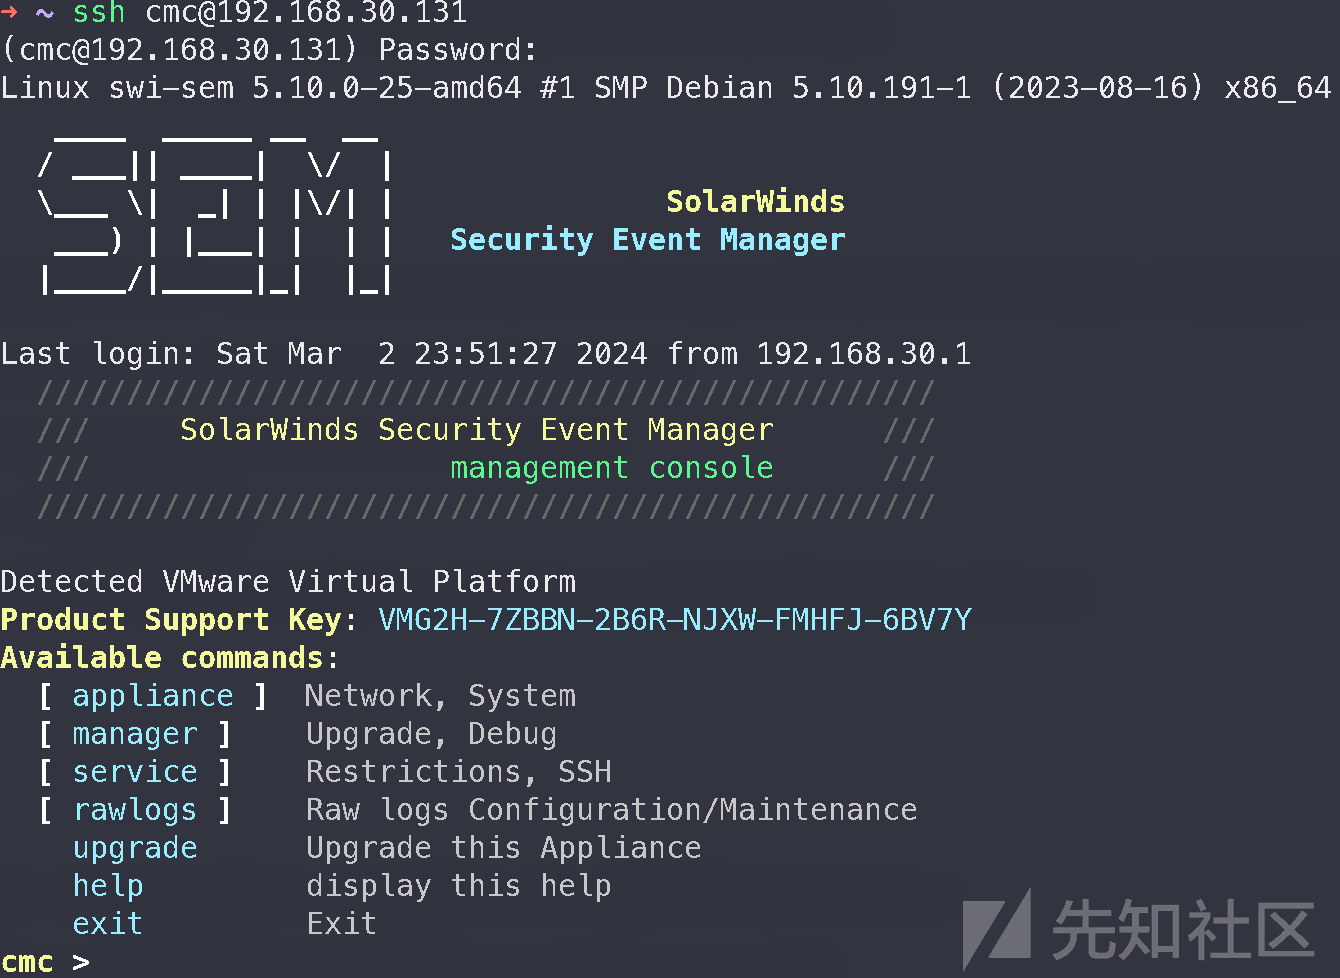 → ~ ssh cmc@192.168.30.131
(cmc@192.168.30.131) Password:
Linux swi-sem 5.10.0-25-amd64 #1 SMP Debian 5.10.191-1 (2023-08-16) x86_64
SEM
SolarWinds
Security Event Manager
Last login: Sat Mar  2 23:51:27 2024 from 192.168.30.1
//////////////////////////////////////////////////
///     SolarWinds Security Event Manager      ///
///                    management console      ///
//////////////////////////////////////////////////
Detected VMware Virtual Platform
Product Support Key: VMG2H-7ZBBN-2B6R-NJXW-FMHFJ-6BV7Y
Available commands:
[ appliance ]  Network, System
[ manager ]    Upgrade, Debug
[ service ]    Restrictions, SSH
[ rawlogs ]    Raw logs Configuration/Maintenance
upgrade      Upgrade this Appliance
help         display this help
exit         Exit
cmc >
先知社区